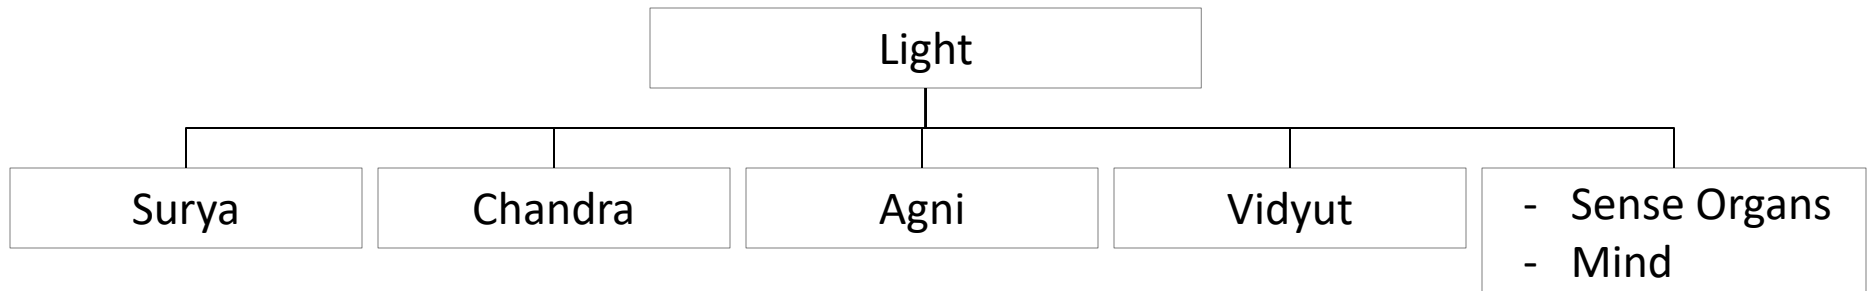 Light
Surya
Chandra
Agni
Vidyut
- Sense Organs
- Mind